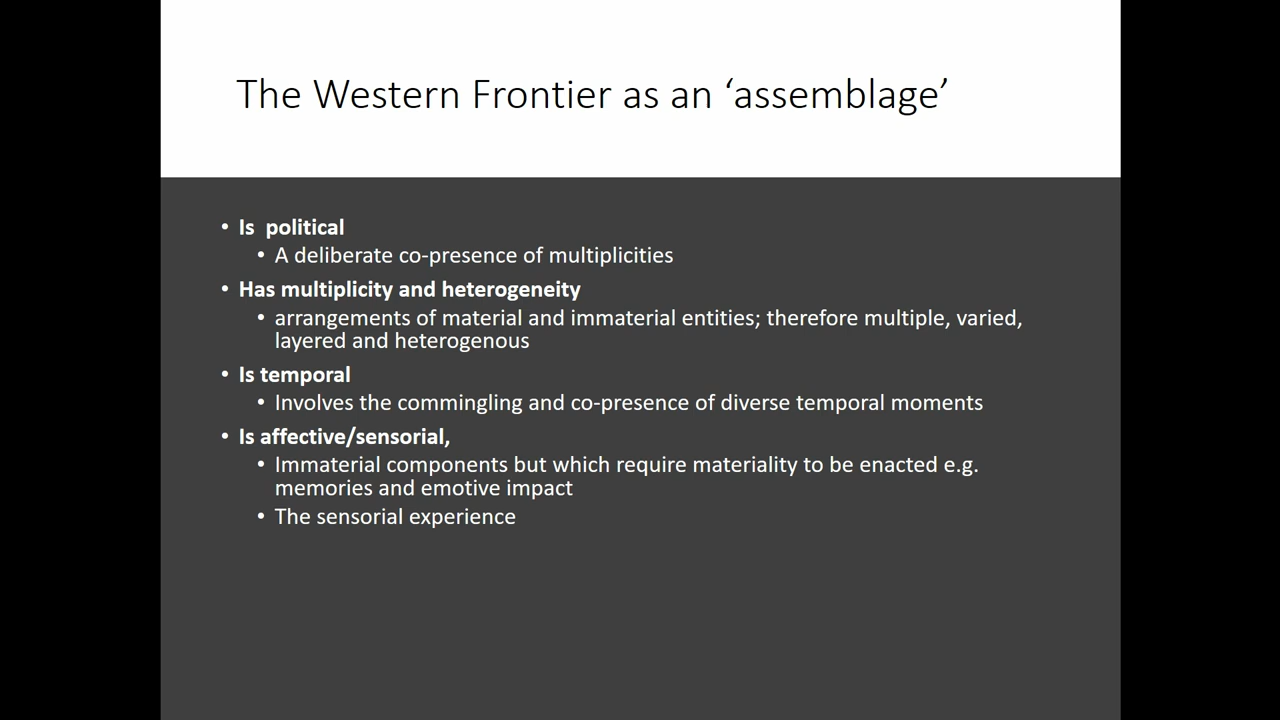 The Western Frontier as an ‘assemblage’
• Is  political
• A deliberate co-presence of multiplicities
• Has multiplicity and heterogeneity
• arrangements of material and immaterial entities; therefore multiple, varied,
layered and heterogenous
• Is temporal
• Involves the commingling and co-presence of diverse temporal moments
• Is affective/sensorial,
• Immaterial components but which require materiality to be enacted e.g.
memories and emotive impact
• The sensorial experience